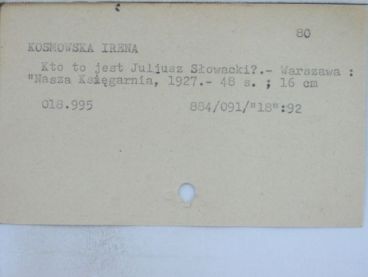 80
KOSMOWSKA IRENA
Kto to jest Juljusz Słowacki?.- Warszawa :
"Nasza Księgarnia, 1927.- 48 s. ; 16 cm
018.995 884/091/"18":92